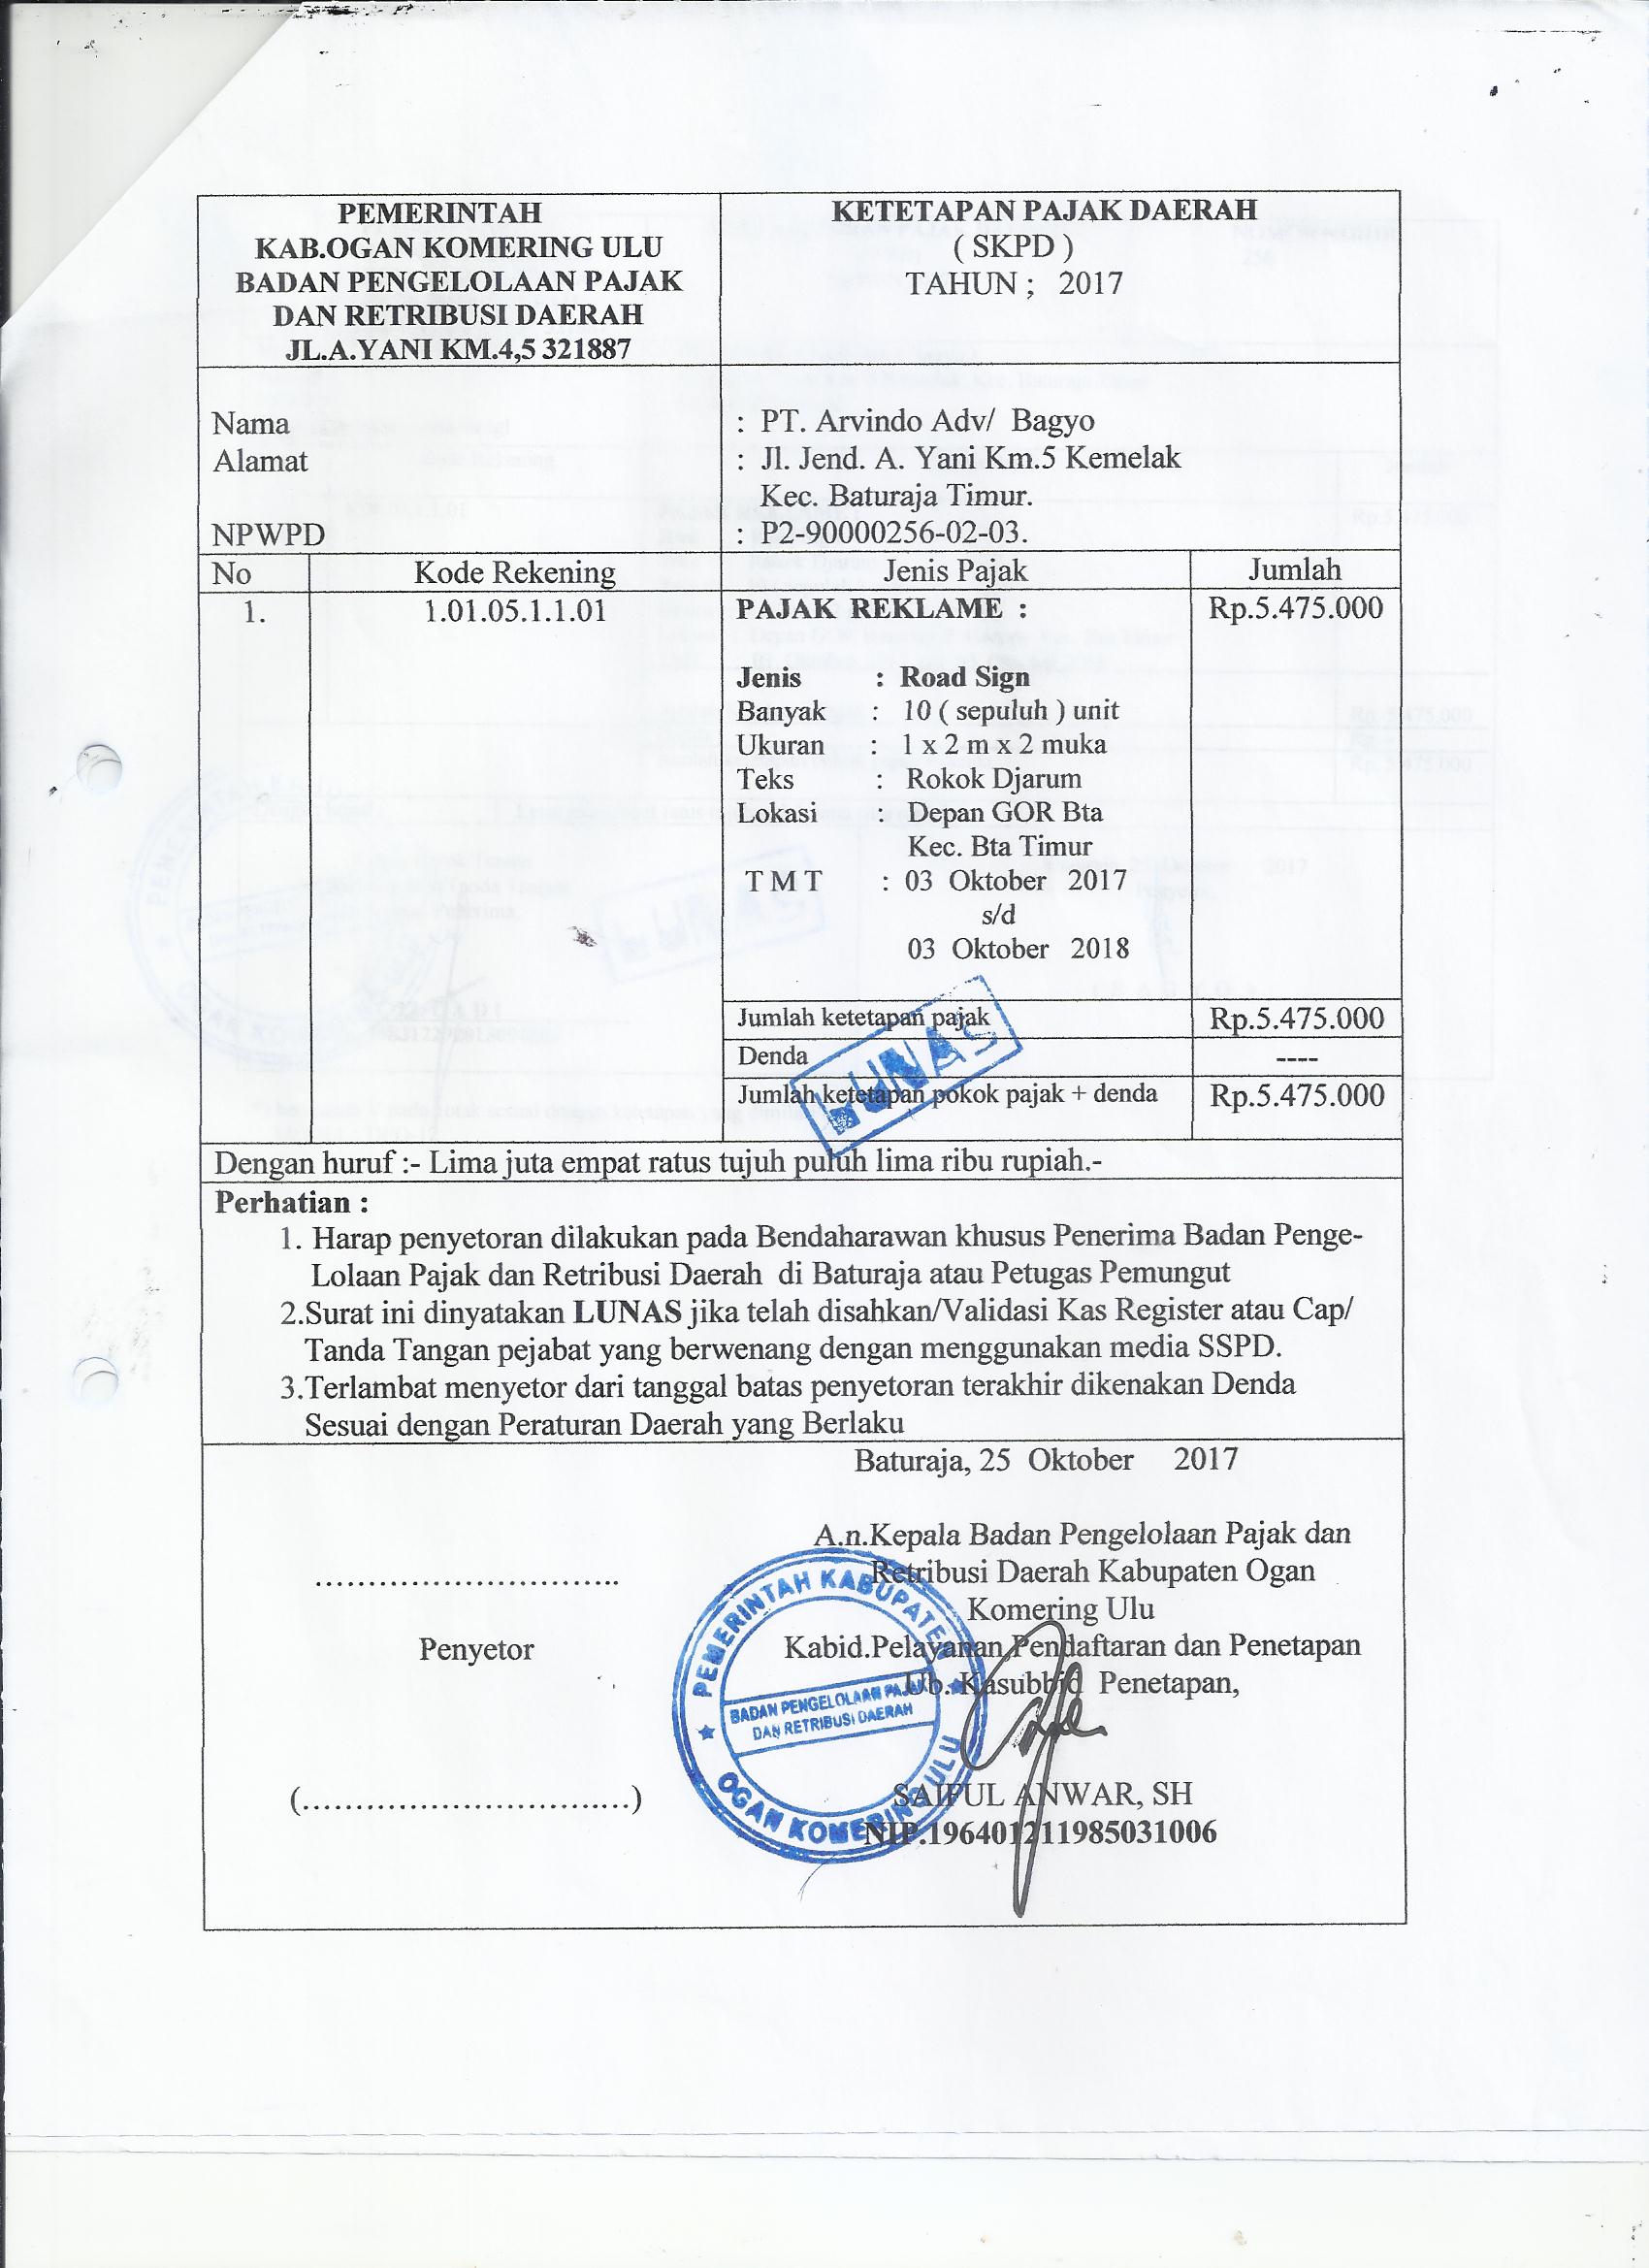 PEMERINTAH
KAB.OGAN KOMERING ULU
BADAN PENGELOLAAN PAJAK
DAN RETRIBUSI DAERAH
JL.A.YANI KM.4,5 321887
KETETAPAN PAJAK DAERAH
( SKPD )
TAHUN ; 2017
Nama : PT. Arvindo Adv/ Bagyo
Alamat : Jl. Jend. A. Yani Km.5 Kemelak
Kec. Baturaja Timur.
NPWPD : P2-90000256-02-03.
No Kode Rekening Jenis Pajak Jumlah
1. 1.01.05.1.1.01 PAJAK REKLAME : Rp.5.475.000
Jenis : Road Sign
Banyak : 10 ( sepuluh ) unit
Ukuran : 1 x 2 m x 2 muka
Teks : Rokok Djarum
Lokasi : Depan GOR Bta
Kec. Bta Timur
T M T : 03 Oktober 2017
s/d
03 Oktober 2018
Jumlah ketetapan pajak Rp.5.475.000
Denda ----
Jumlah ketetapan pokok pajak + denda Rp.5.475.000
LUNAS
Dengan huruf :- Lima juta empat ratus tujuh puluh lima ribu rupiah.-
Perhatian :
1. Harap penyetoran dilakukan pada Bendaharawan khusus Penerima Badan Penge-
Lolaan Pajak dan Retribusi Daerah di Baturaja atau Petugas Pemungut
2.Surat ini dinyatakan LUNAS jika telah disahkan/Validasi Kas Register atau Cap/
Tanda Tangan pejabat yang berwenang dengan menggunakan media SSPD.
3.Terlambat menyetor dari tanggal batas penyetoran terakhir dikenakan Denda
Sesuai dengan Peraturan Daerah yang Berlaku
Baturaja, 25 Oktober 2017
A.n.Kepala Badan Pengelolaan Pajak dan
Retribusi Daerah Kabupaten Ogan
Komering Ulu
Kabid.Pelayanan,Pendaftaran dan Penetapan
Ub. Kasubbid Penetapan,
.............................
Penyetor
(...............................)
PEMERINTAH KABUPATEN
BADAN PENGELOLAAN PAJAK
DAN RETRIBUSI DAERAH
OGAN KOMERING ULU
SAIFUL ANWAR, SH
NIP.196401211985031006